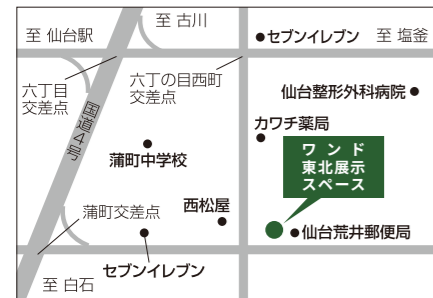 至 古川
至 仙台駅
セブンイレブン
至 塩釜
六丁目
交差点
六丁の目西町
交差点
仙台整形外科病院
国道4号
カワチ薬局
蒲町中学校
ワンド
東北展示
スペース
西松屋
蒲町交差点
仙台荒井郵便局
セブンイレブン
至 白石